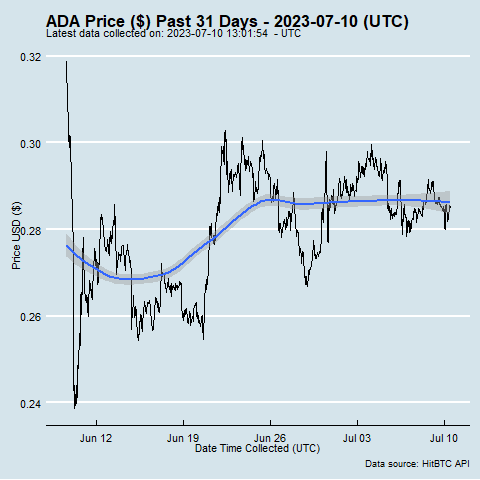 ADA Price ($) Past 31 Days - 2023-07-10 (UTC)
Latest data collected on: 2023-07-10 13:01:54  - UTC
0.32
0.30
0.28
0.26
0.24
Price USD ($)
Jun 12
Jun 19
Jun 26
Jul 03
Jul 10
Date Time Collected (UTC)
Data source: HitBTC API